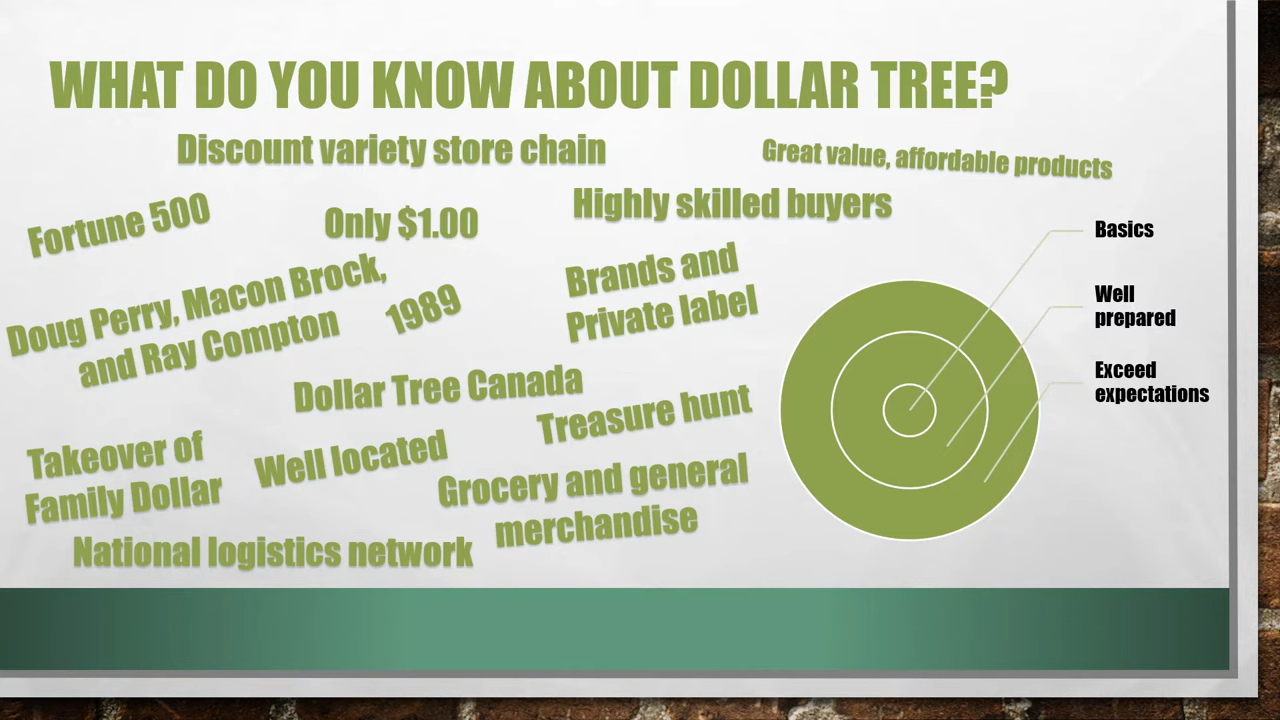 WHAT DO YOU KNOW ABOUT DOLLAR TREE?
Discount variety store chain
Great value, affordable products
Fortune 500
Only $1.00
Highly skilled buyers
Doug Perry, Macon Brock,
and Ray Compton
1989
Brands and
Private label
Dollar Tree Canada
Treasure hunt
Takeover of
Family Dollar
Well located
Grocery and general
merchandise
National logistics network
Basics
Well
prepared
Exceed
expectations